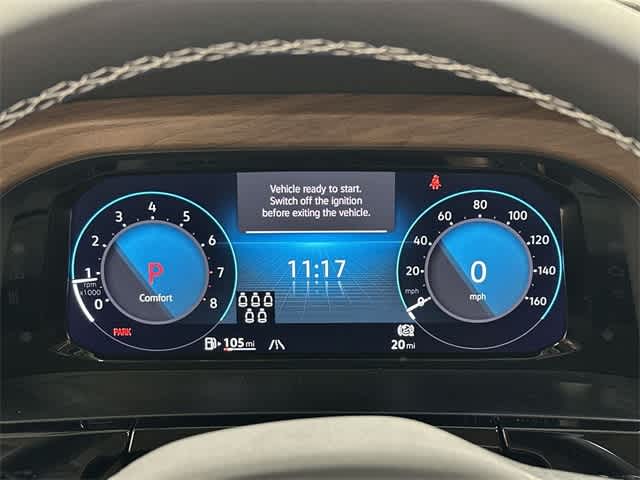 Vehicle ready to start.
Switch off the ignition
before exiting the vehicle.
0 1 2 3 4 5 6 7 8
rpm
x1000
P
Comfort
PARK
11:17
0 20 40 60 80 100 120 140 160
mph
0
mph
105 mi
20 mi